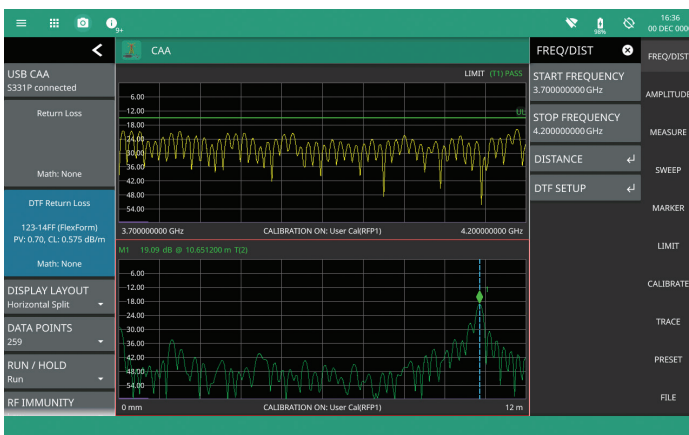 9+
98%
16:36
00 DEC 000
CAA
FREQ/DIST
FREQ/DIST
USB CAA
S331P connected
LIMIT (T1) PASS
START FREQUENCY
3.700000000 GHz
-6.00
AMPLITUDE
Return Loss
-12.00
UL
STOP FREQUENCY
4.200000000 GHz
-18.00
-24.00
MEASURE
-30.00
DISTANCE
-36.00
SWEEP
Math: None
-42.00
DTF SETUP
-48.00
DTF Return Loss
-54.00
MARKER
123-14FF (FlexForm)
PV: 0.70, CL: 0.575 dB/m
3.700000000 GHz CALIBRATION ON: User Cal(RFP1) 4.200000000 GHz
M1 19.09 dB @ 10.651200 m T(2)
LIMIT
Math: None
-6.00
-12.00
CALIBRATE
DISPLAY LAYOUT
Horizontal Split
-18.00
-24.00
TRACE
DATA POINTS
259
-30.00
-36.00
PRESET
-42.00
RUN / HOLD
Run
-48.00
-54.00
FILE
RF IMMUNITY
0 mm CALIBRATION ON: User Cal(RFP1) 12 m